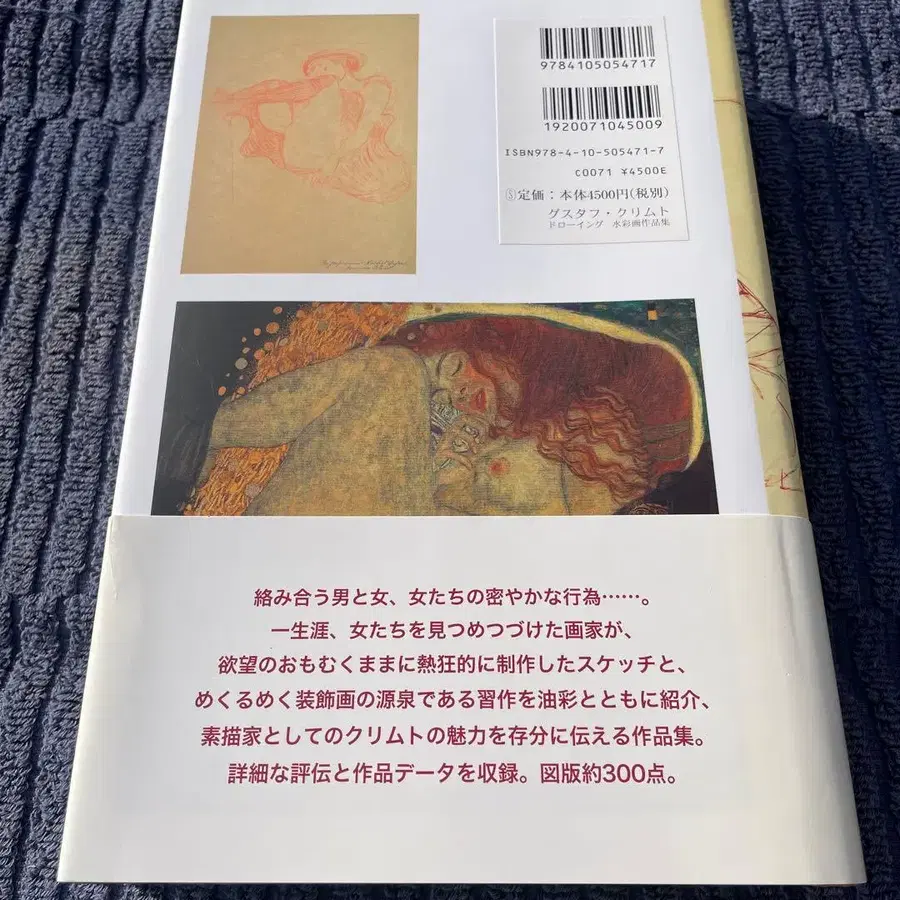 9784105054717
1920071045009
ISBN978-4-10-505471-7
C0071 ¥4500E
Ⓢ定価：本体4500円(税別)
グスタフ・クリムト
ドローイング 水彩画作品集
絡み合う男と女、女たちの密やかな行為……。
一生涯、女たちを見つめつづけた画家が、
欲望のおもむくままに熱狂的に制作したスケッチと、
めくるめく装飾画の源泉である習作を油彩とともに紹介、
素描家としてのクリムトの魅力を存分に伝える作品集。
詳細な評伝と作品データを収録。図版約300点。